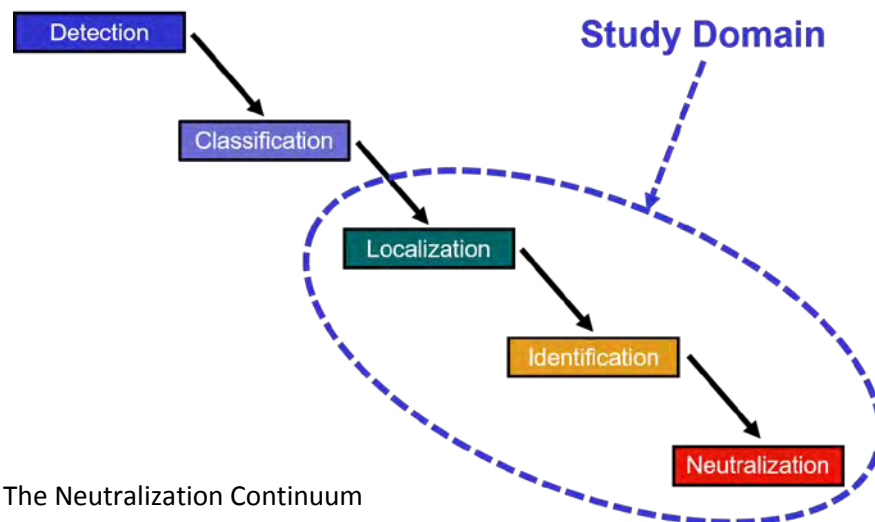 Detection
Study Domain
Classification
Localization
Identification
Neutralization
The Neutralization Continuum